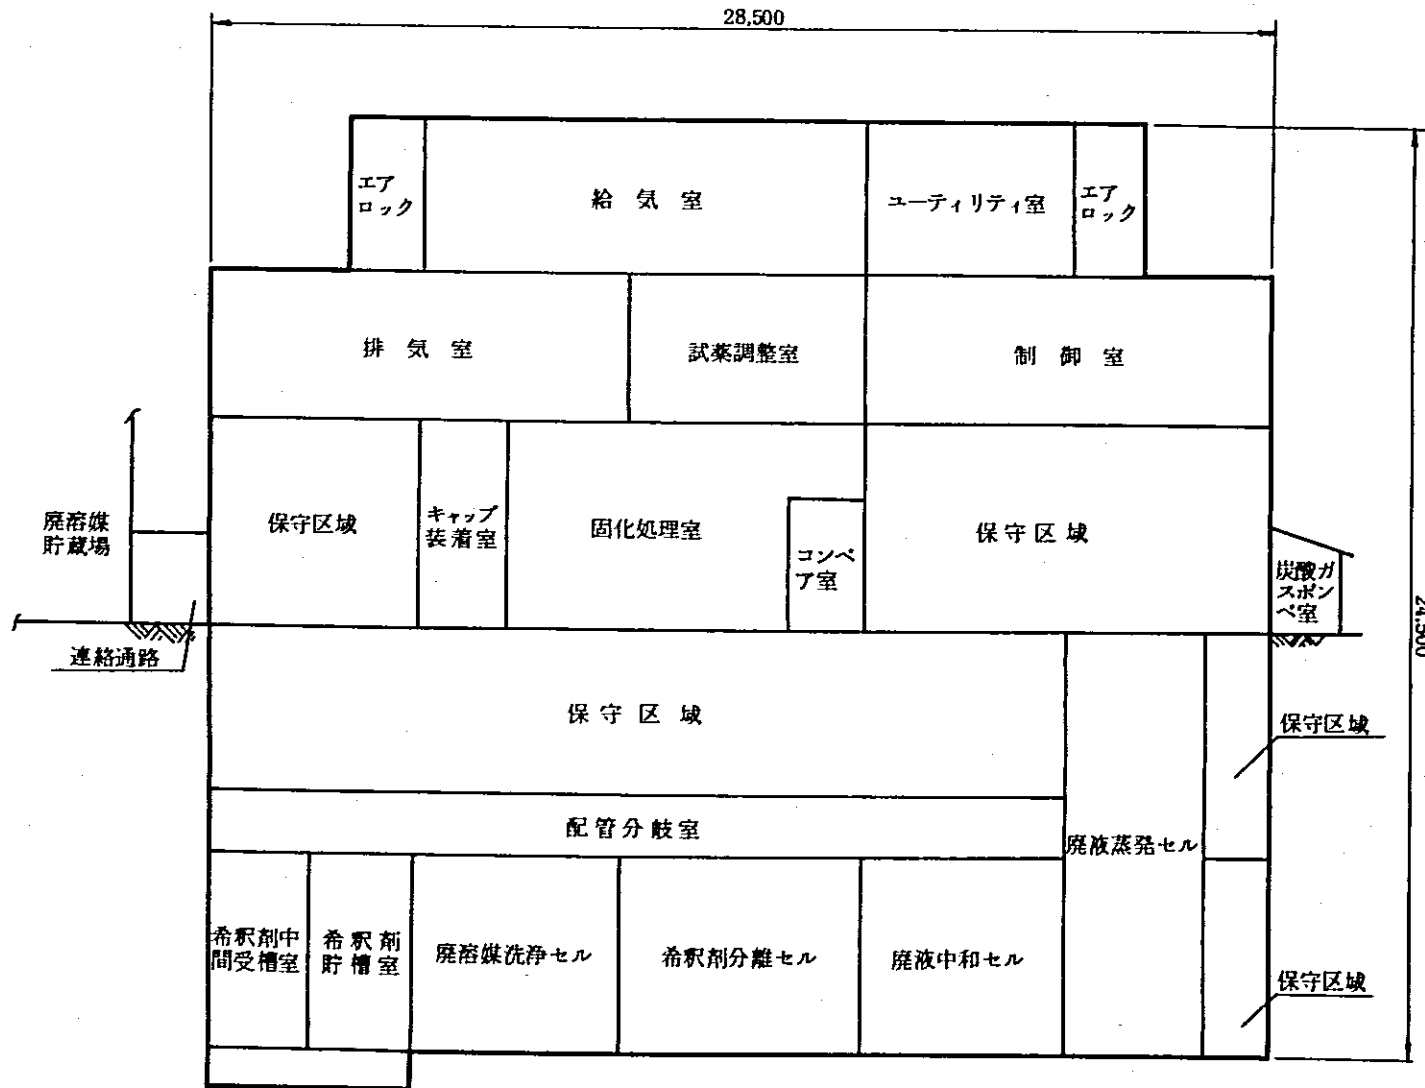 28,500
エア
ロック
給気室
ユーティリティ室
エア
ロック
排気室
試薬調整室
制御室
廃溶媒
貯蔵場
保守区域
キャップ
装着室
固化処理室
コンベ
ア室
保守区域
炭酸ガ
スボン
ベ室
24,500
連絡通路
保守区域
保守区域
配管分岐室
廃液蒸発セル
希釈剤中
間受槽室
希釈剤
貯槽室
廃溶媒洗浄セル
希釈剤分離セル
廃液中和セル
保守区域